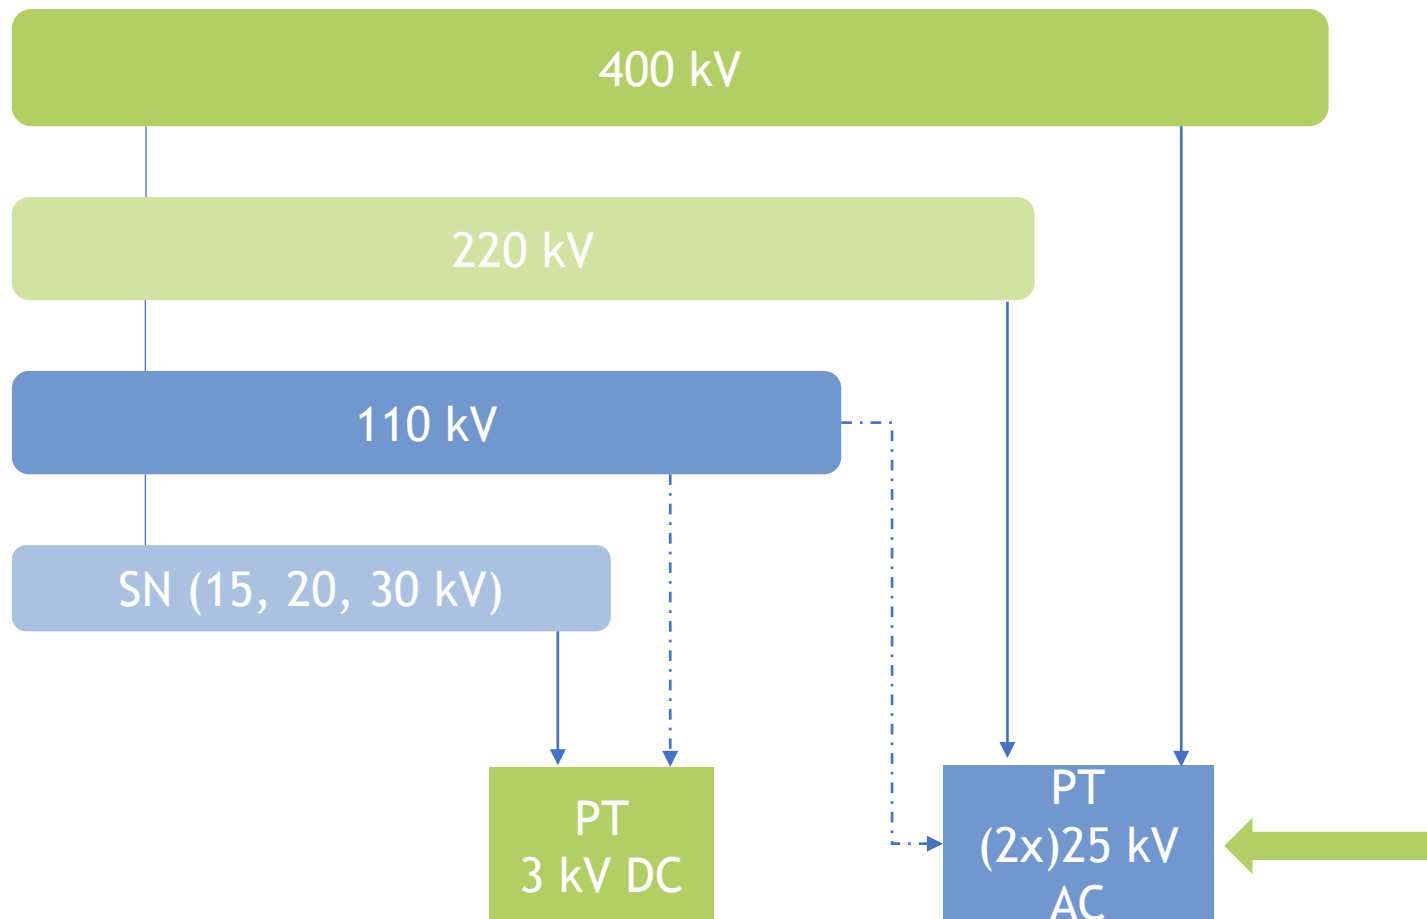 400 kV
220 kV
110 kV
SN (15, 20, 30 kV)
PT
3 kV DC
PT
(2x)25 kV
AC